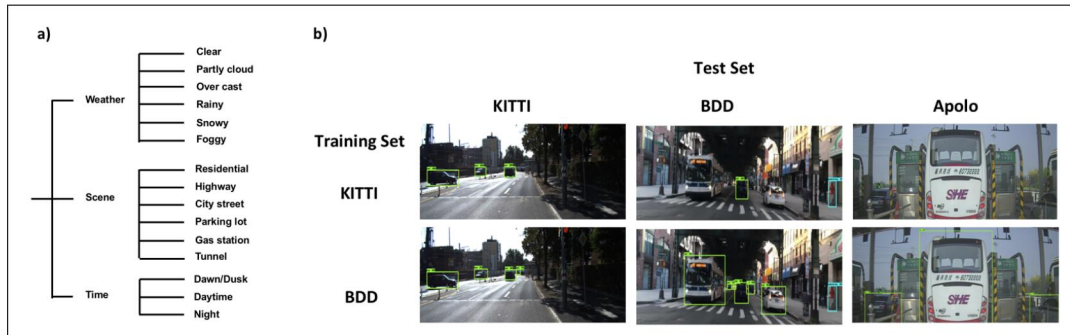 a)
Weather
Clear
Partly cloud
Over cast
Rainy
Snowy
Foggy
Scene
Residential
Highway
City street
Parking lot
Gas station
Tunnel
Time
Dawn/Dusk
Daytime
Night
b)
Test Set
KITTI
BDD
Apolo
Training Set
KITTI
BDD
SIHE
SIHE